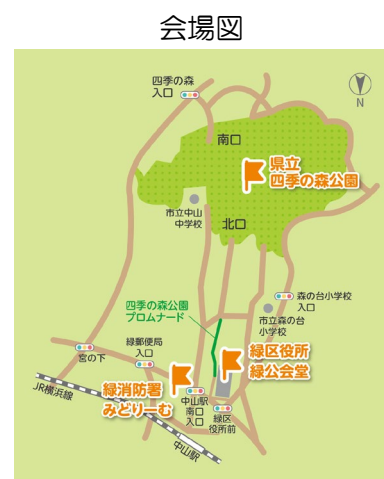 会場図
四季の森
入口
N
南口
県立
四季の森公園
市立中山
中学校
北口
四季の森公園
プロムナード
森の台小学校
入口
市立森の台
小学校
緑郵便局
入口
宮の下
緑区役所
緑公会堂
緑消防署
みどりーむ
中山駅
南口
入口
緑区
役所前
JR横浜線
中山駅